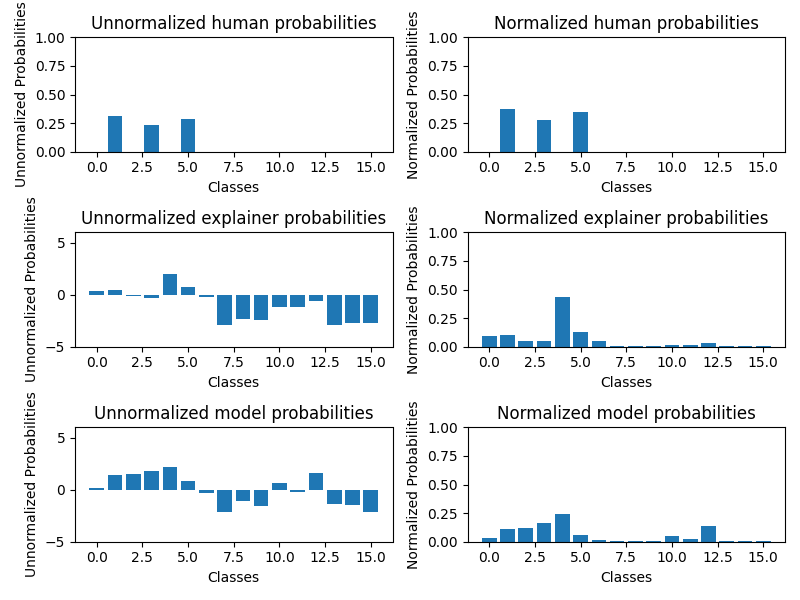 Unnormalized human probabilities
Unnormalized Probabilities
1.00
0.75
0.50
0.25
0.00
0.0 2.5 5.0 7.5 10.0 12.5 15.0
Classes
Normalized human probabilities
Normalized Probabilities
1.00
0.75
0.50
0.25
0.00
0.0 2.5 5.0 7.5 10.0 12.5 15.0
Classes
Unnormalized explainer probabilities
Unnormalized Probabilities
5
0
−5
0.0 2.5 5.0 7.5 10.0 12.5 15.0
Classes
Normalized explainer probabilities
Normalized Probabilities
1.00
0.75
0.50
0.25
0.00
0.0 2.5 5.0 7.5 10.0 12.5 15.0
Classes
Unnormalized model probabilities
Unnormalized Probabilities
5
0
−5
0.0 2.5 5.0 7.5 10.0 12.5 15.0
Classes
Normalized model probabilities
Normalized Probabilities
1.00
0.75
0.50
0.25
0.00
0.0 2.5 5.0 7.5 10.0 12.5 15.0
Classes